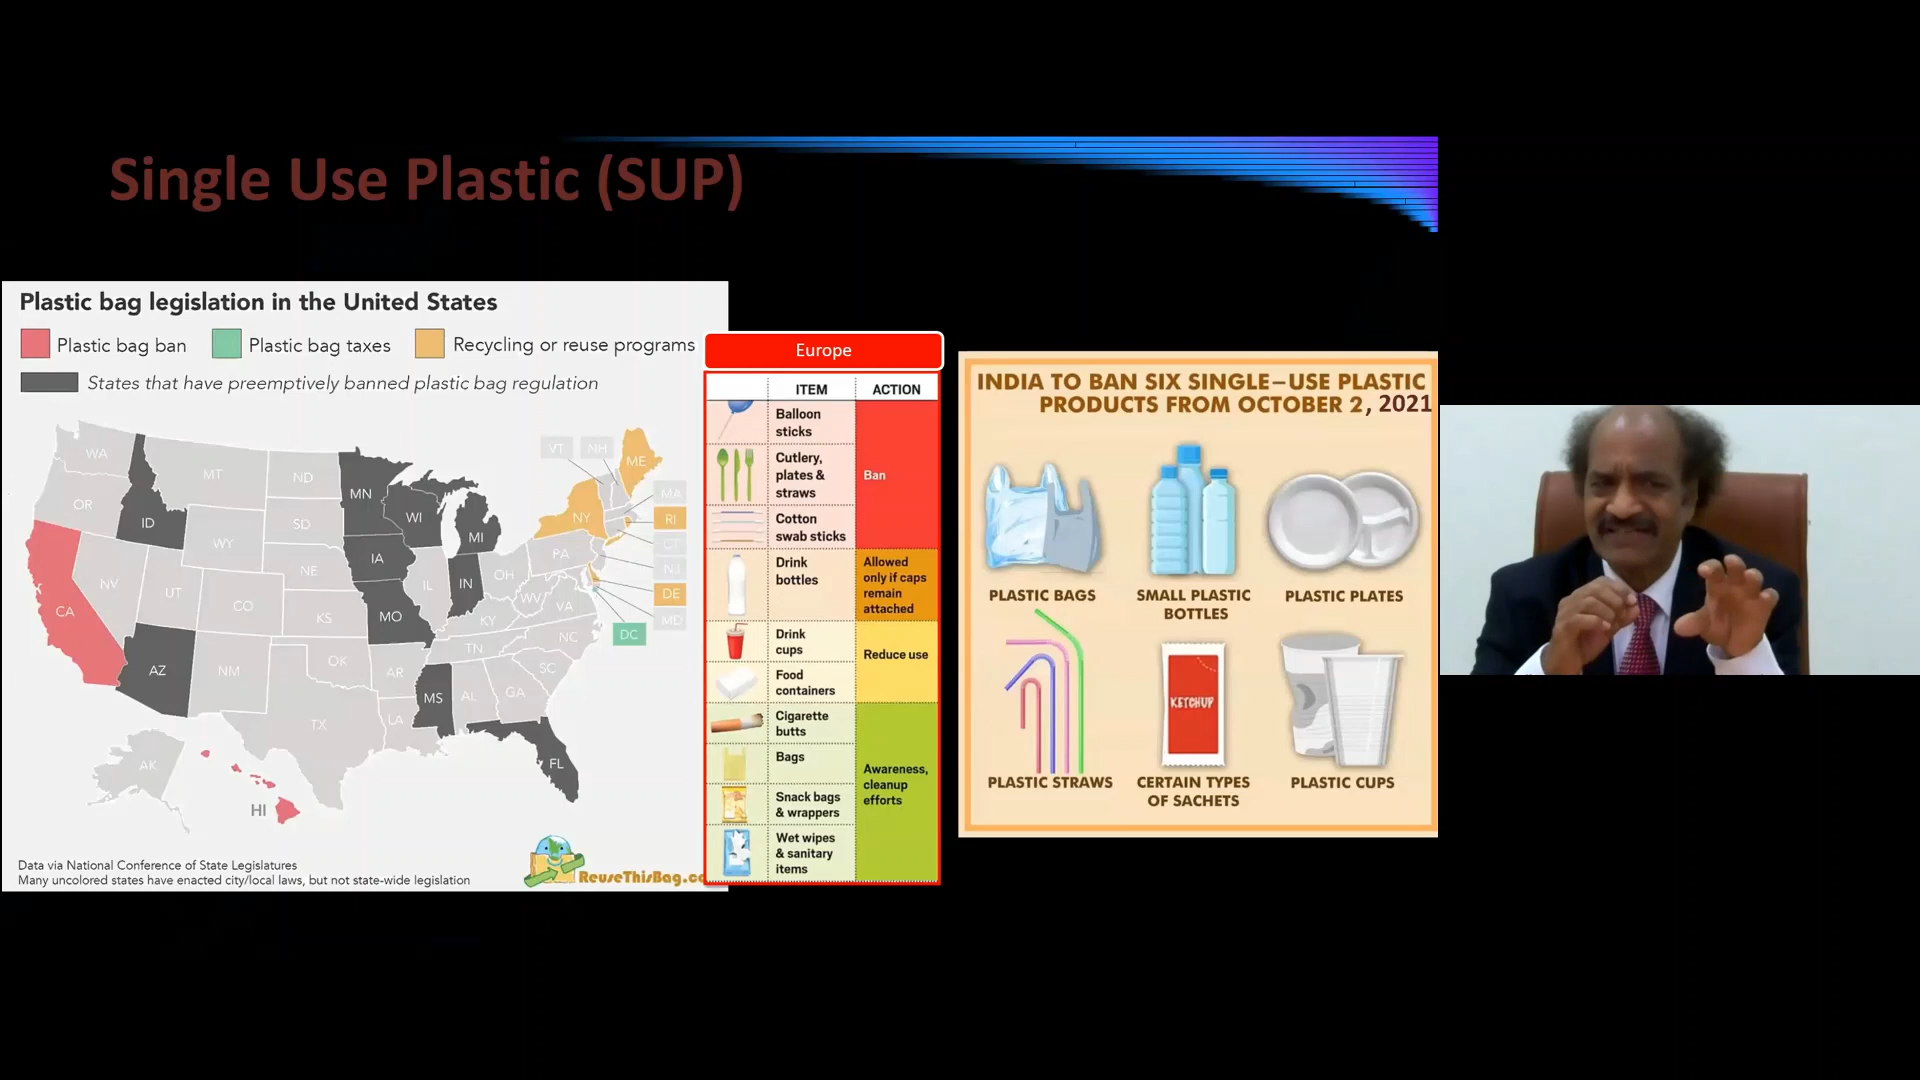 Single Use Plastic (SUP)
Plastic bag legislation in the United States
Plastic bag ban
Plastic bag taxes
Recycling or reuse programs
States that have preemptively banned plastic bag regulation
WA
OR
CA
NV
ID
MT
WY
UT
AZ
CO
NM
ND
SD
NE
KS
OK
TX
MN
IA
MO
AR
LA
WI
IL
MI
IN
OH
KY
TN
MS
AL
GA
FL
SC
NC
VA
WV
PA
NY
VT
NH
ME
MA
RI
CT
NJ
DE
MD
DC
AK
HI
Data via National Conference of State Legislatures
Many uncolored states have enacted city/local laws, but not state-wide legislation
ReuseThisBag.co
Europe
ITEM ACTION
Balloon
sticks
Cutlery,
plates &
straws
Cotton
swab sticks
Ban
Drink
bottles
Allowed
only if caps
remain
attached
Drink
cups
Food
containers
Reduce use
Cigarette
butts
Bags
Snack bags
& wrappers
Wet wipes
& sanitary
items
Awareness,
cleanup
efforts
INDIA TO BAN SIX SINGLE-USE PLASTIC
PRODUCTS FROM OCTOBER 2, 2021
PLASTIC BAGS
SMALL PLASTIC
BOTTLES
PLASTIC PLATES
KETCHUP
PLASTIC STRAWS
CERTAIN TYPES
OF SACHETS
PLASTIC CUPS